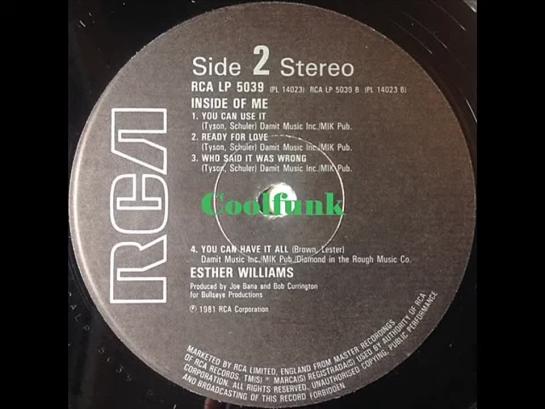 RCA
Side 2 Stereo
RCA LP 5039 (PL 14023) RCA LP 5039 B (PL 14023 B)
INSIDE OF ME
1. YOU CAN USE IT
(Tyson, Schuler) Damit Music Inc./MIK Pub.
2. READY FOR LOVE
(Tyson, Schuler) Damit Music Inc./MIK Pub.
3. WHO SAID IT WAS WRONG
(Tyson, Schuler) Damit Music Inc./MIK Pub.
Coolfunk
4. YOU CAN HAVE IT ALL (Brown, Lester)
Damit Music Inc./MIK Pub./Diamond in the Rough Music Co.
ESTHER WILLIAMS
Produced by Joe Bana and Bob Currington
for Bullseye Productions
℗ 1981 RCA Corporation
MARKETED BY RCA LIMITED, ENGLAND FROM MASTER RECORDINGS
OF RCA RECORDS. TM(S) ® MARCA(S) REGISTRADA(S) USED BY AUTHORITY OF RCA
CORPORATION. ALL RIGHTS RESERVED. UNAUTHORISED COPYING, PUBLIC PERFORMANCE
AND BROADCASTING OF THIS RECORD FORBIDDEN.